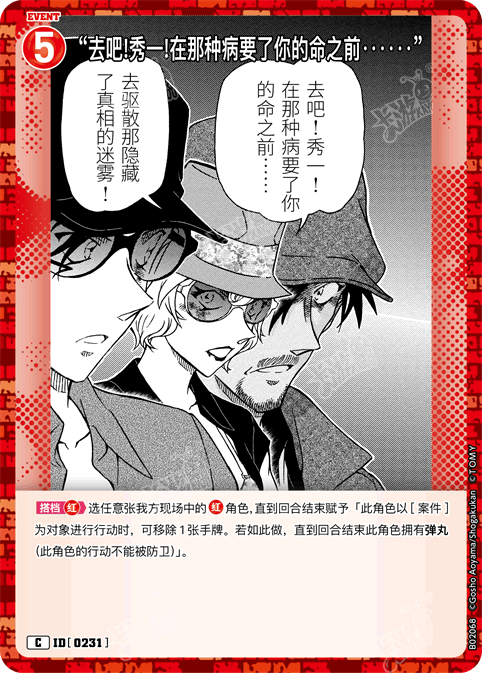 EVENT
5
“去吧!秀一!在那种病要了你的命之前……”
去吧！秀一！
在那种病要了你
的命之前……
去驱散那隐藏
了真相的迷雾！
搭档 红 选任意张我方现场中的 红 角色,直到回合结束赋予「此角色以[ 案件 ]
为对象进行行动时，可移除1张手牌。若如此做，直到回合结束此角色拥有弹丸
(此角色的行动不能被防卫)」。
C ID[ 0231 ]
B02068 ©Gosho Aoyama/Shogakukan ©TOMY